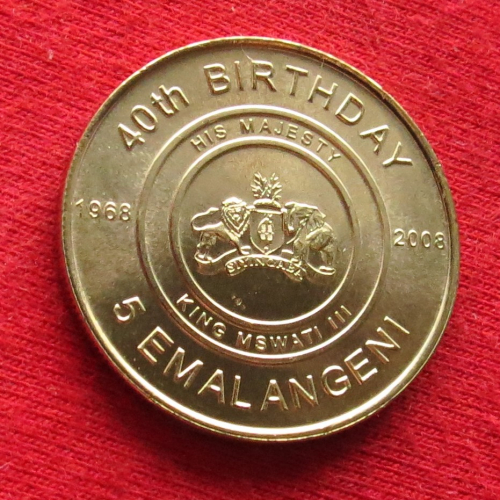 40th BIRTHDAY
HIS MAJESTY
1968
2008
SIYINQABA
KING MSWATI III
5 EMALANGENI